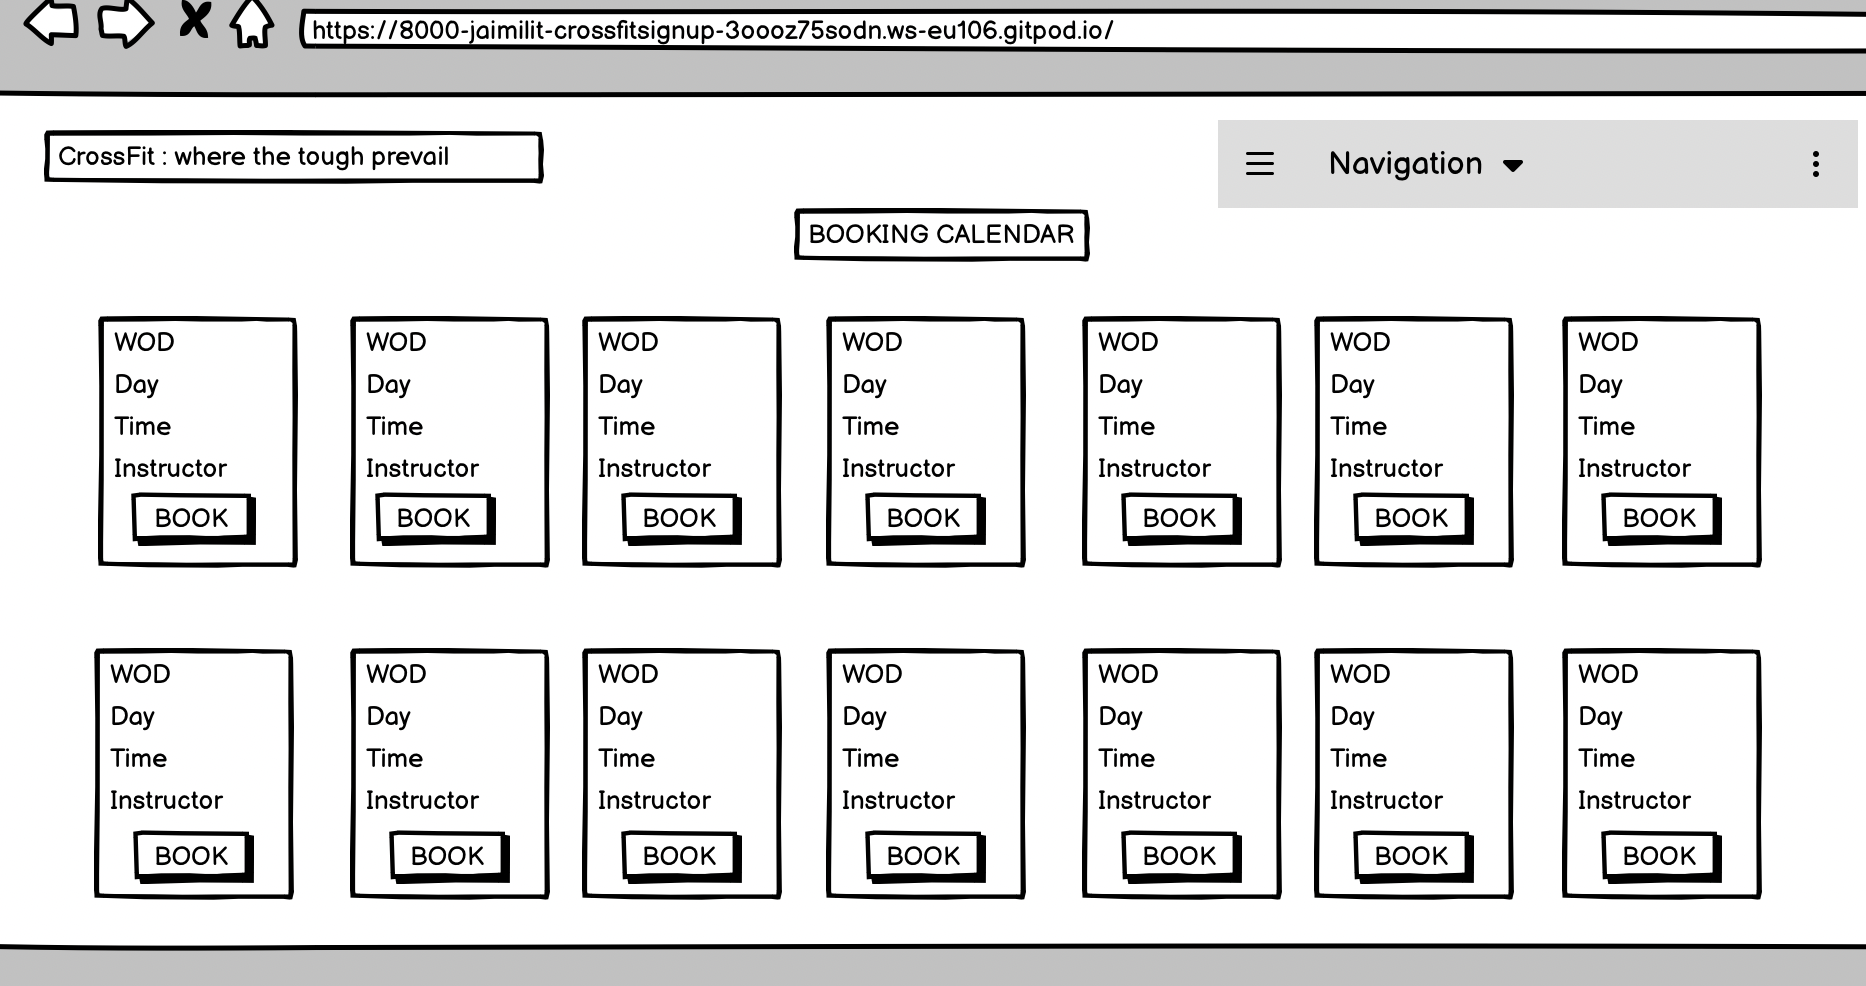 https://8000-jaimilit-crossfitsignup-3oooz75sodn.ws-eu106.gitpod.io/
CrossFit : where the tough prevail
Navigation
BOOKING CALENDAR
WOD
Day
Time
Instructor
BOOK
WOD
Day
Time
Instructor
BOOK
WOD
Day
Time
Instructor
BOOK
WOD
Day
Time
Instructor
BOOK
WOD
Day
Time
Instructor
BOOK
WOD
Day
Time
Instructor
BOOK
WOD
Day
Time
Instructor
BOOK
WOD
Day
Time
Instructor
BOOK
WOD
Day
Time
Instructor
BOOK
WOD
Day
Time
Instructor
BOOK
WOD
Day
Time
Instructor
BOOK
WOD
Day
Time
Instructor
BOOK
WOD
Day
Time
Instructor
BOOK
WOD
Day
Time
Instructor
BOOK